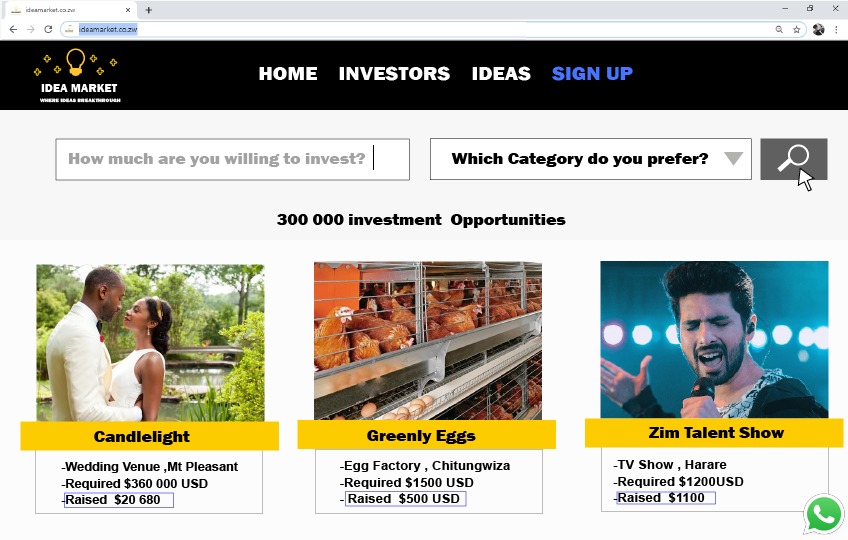 ideamarket.co.zw
ideamarket.co.zw
IDEA MARKET
WHERE IDEAS BREAKTHROUGH
HOME INVESTORS IDEAS SIGN UP
How much are you willing to invest?
Which Category do you prefer?
300 000 investment Opportunities
Candlelight
-Wedding Venue ,Mt Pleasant
-Required $360 000 USD
-Raised $20 680
Greenly Eggs
-Egg Factory , Chitungwiza
-Required $1500 USD
- Raised $500 USD
Zim Talent Show
-TV Show , Harare
-Required $1200USD
-Raised $1100